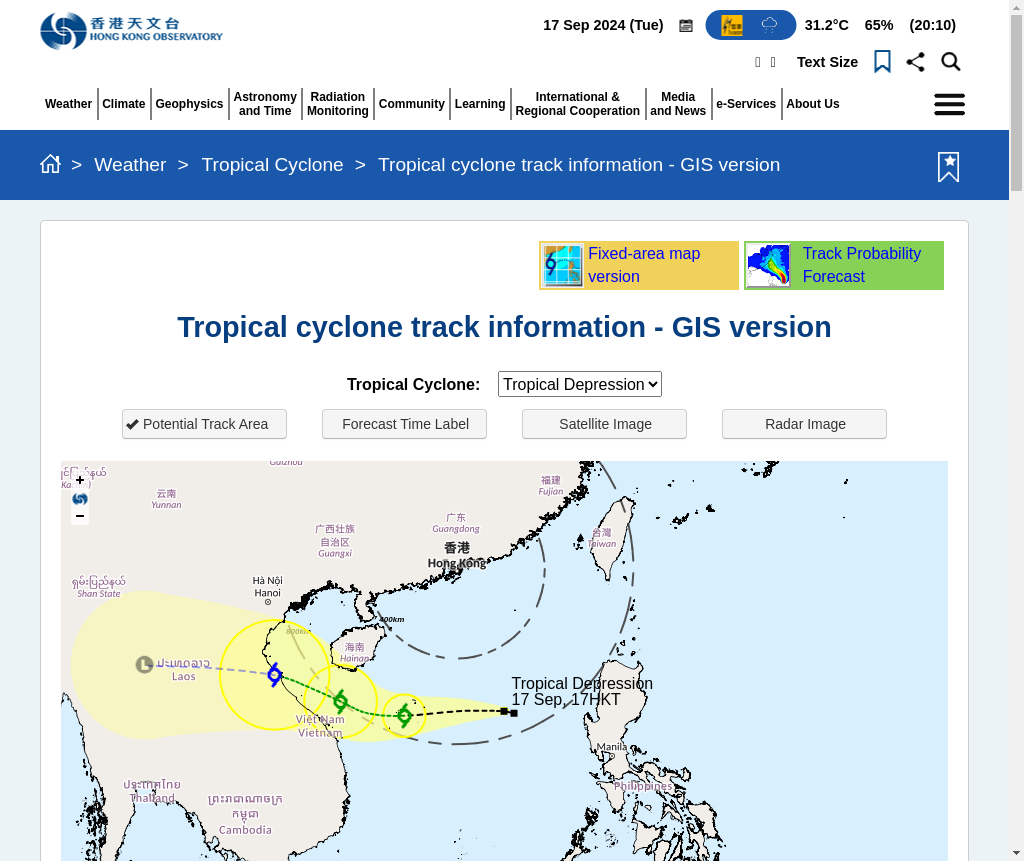 香港天文台
HONG KONG OBSERVATORY
17 Sep 2024 (Tue)
31.2°C
65%
(20:10)
Text Size
Weather
Climate
Geophysics
Astronomy
and Time
Radiation
Monitoring
Community
Learning
International &
Regional Cooperation
Media
and News
e-Services
About Us
> Weather > Tropical Cyclone > Tropical cyclone track information - GIS version
Fixed-area map
version
Track Probability
Forecast
Tropical cyclone track information - GIS version
Tropical Cyclone:
Tropical Depression
Potential Track Area
Forecast Time Label
Satellite Image
Radar Image
+
−
Guizhou
云南
Yunnan
福建
Fujian
广东
Guangdong
广西壮族
自治区
Guangxi
香港
Hong Kong
台灣
Taiwan
ရှမ်းပြည်နယ်
Shan State
Hà Nội
Hanoi
400km
800km
海南
Hainan
L
ປະເທດລາວ
Laos
Tropical Depression
17 Sep, 17HKT
Việt Nam
Vietnam
Manila
Philippines
ประเทศไทย
Thailand
ព្រះរាជាណាចក្រ
កម្ពុជា
Cambodia